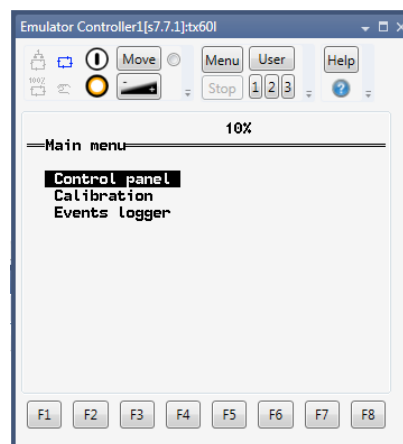 Emulator Controller1[s7.7.1]:tx60l
Move Menu User Help
100% Stop 1 2 3 ?
10%
Main menu
Control panel
Calibration
Events logger
F1 F2 F3 F4 F5 F6 F7 F8